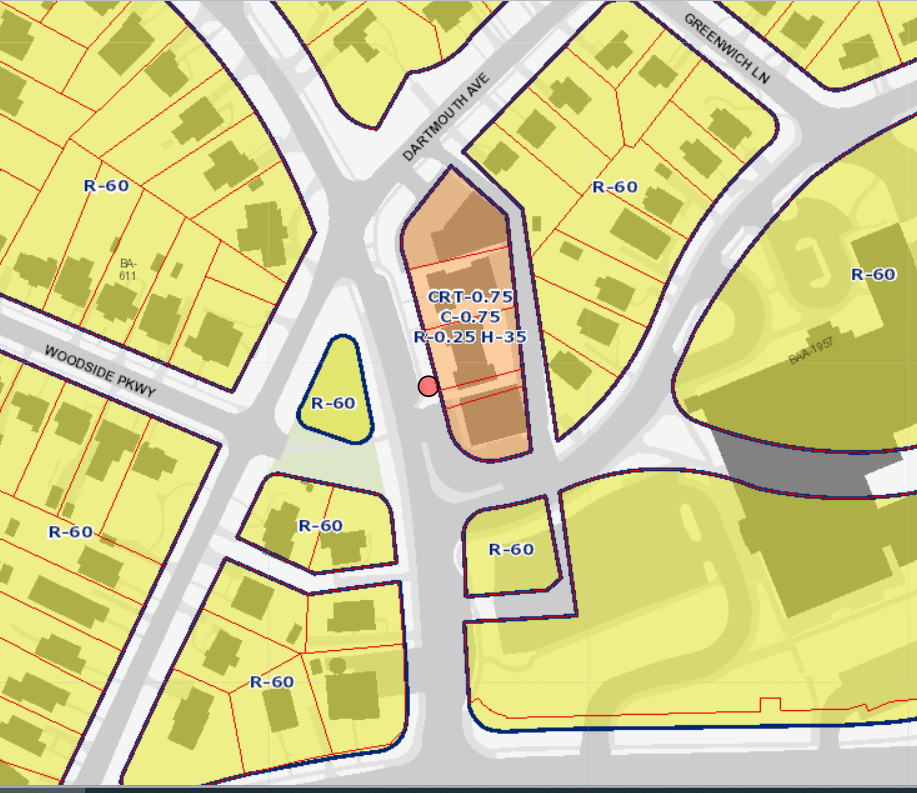 GREENWICH LN
DARTMOUTH AVE
R-60
R-60
BA-
611
R-60
CRT-0.75
C-0.75
R-0.25 H-35
BAA-1957
WOODSIDE PKWY
R-60
R-60
R-60
R-60
R-60